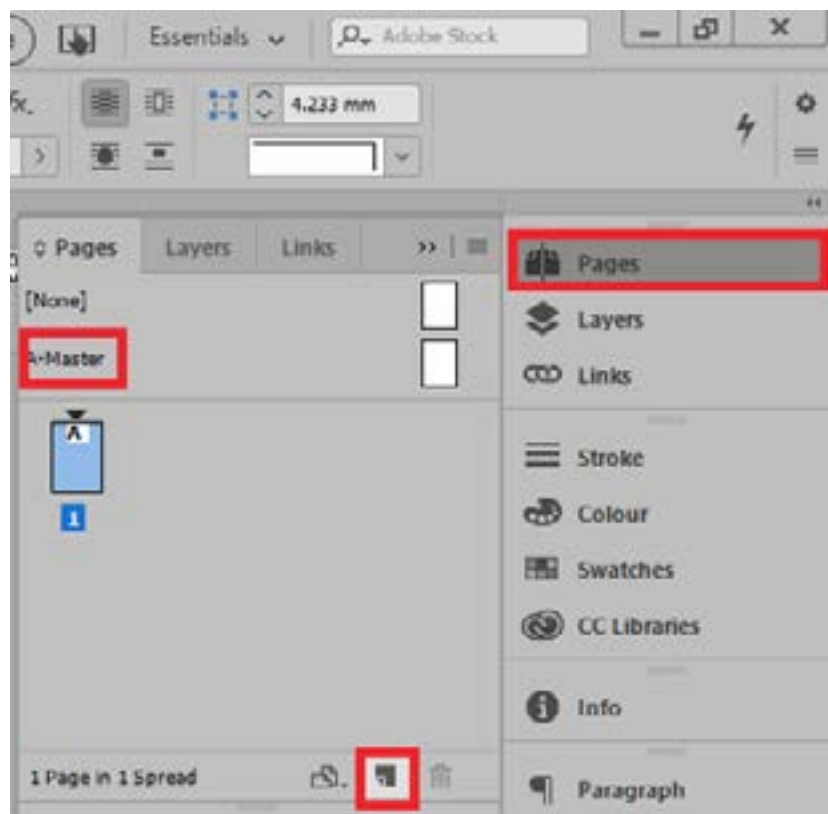 Essentials
Adobe Stock
fx.
4.233 mm
Pages
Layers
Links
[None]
A-Master
A
1
1 Page in 1 Spread
Pages
Layers
Links
Stroke
Colour
Swatches
CC Libraries
Info
Paragraph